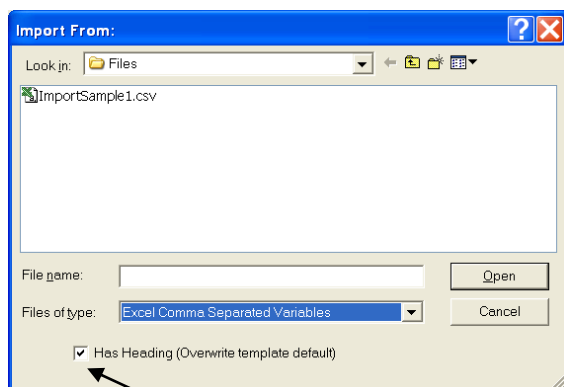 Import From:
Look in: Files
ImportSample1.csv
File name: Open
Files of type: Excel Comma Separated Variables Cancel
Has Heading (Overwrite template default)